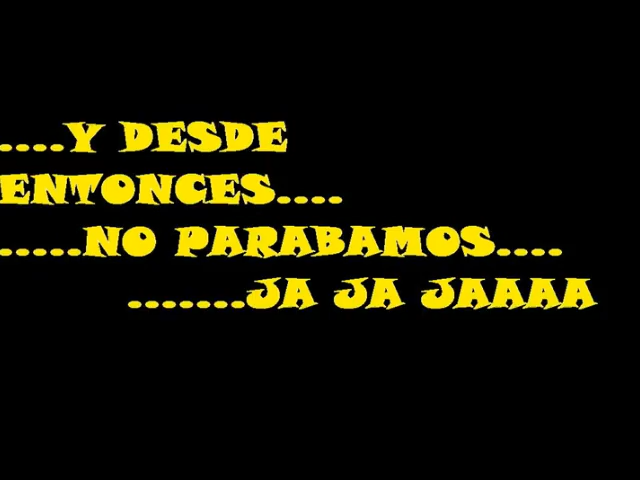 ....Y DESDE
ENTONCES....
.....NO PARABAMOS....
.......JA JA JAAAA